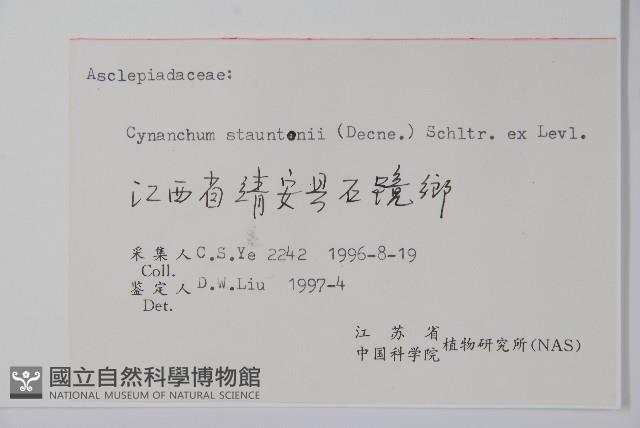 Asclepiadaceae:
Cynanchum stauntonii (Decne.) Schltr. ex Levl.
江西省靖安县石鏡鄉
采集人 C.S.Ye 2242 1996-8-19
Coll.
鉴定人 D.W.Liu 1997-4
Det.
江苏省
中国科学院 植物研究所(NAS)
國立自然科學博物館
NATIONAL MUSEUM OF NATURAL SCIENCE